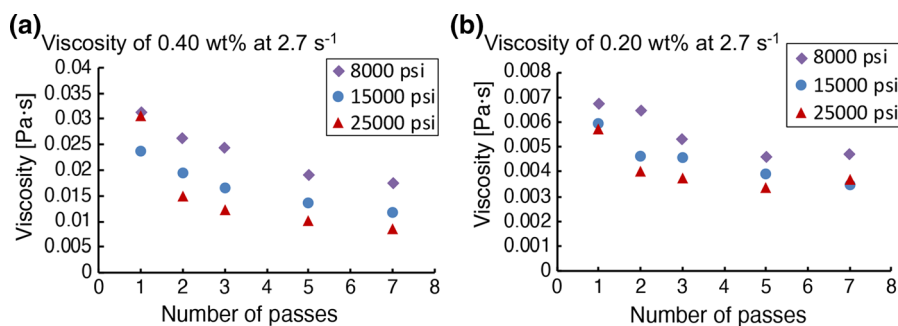 (a)
Viscosity of 0.40 wt% at 2.7 s⁻¹
0.04
0.035
0.03
0.025
0.02
0.015
0.01
0.005
0
Viscosity [Pa·s]
8000 psi
15000 psi
25000 psi
0 1 2 3 4 5 6 7 8
Number of passes
(b)
Viscosity of 0.20 wt% at 2.7 s⁻¹
0.008
0.007
0.006
0.005
0.004
0.003
0.002
0.001
0
Viscosity [Pa·s]
8000 psi
15000 psi
25000 psi
0 1 2 3 4 5 6 7 8
Number of passes